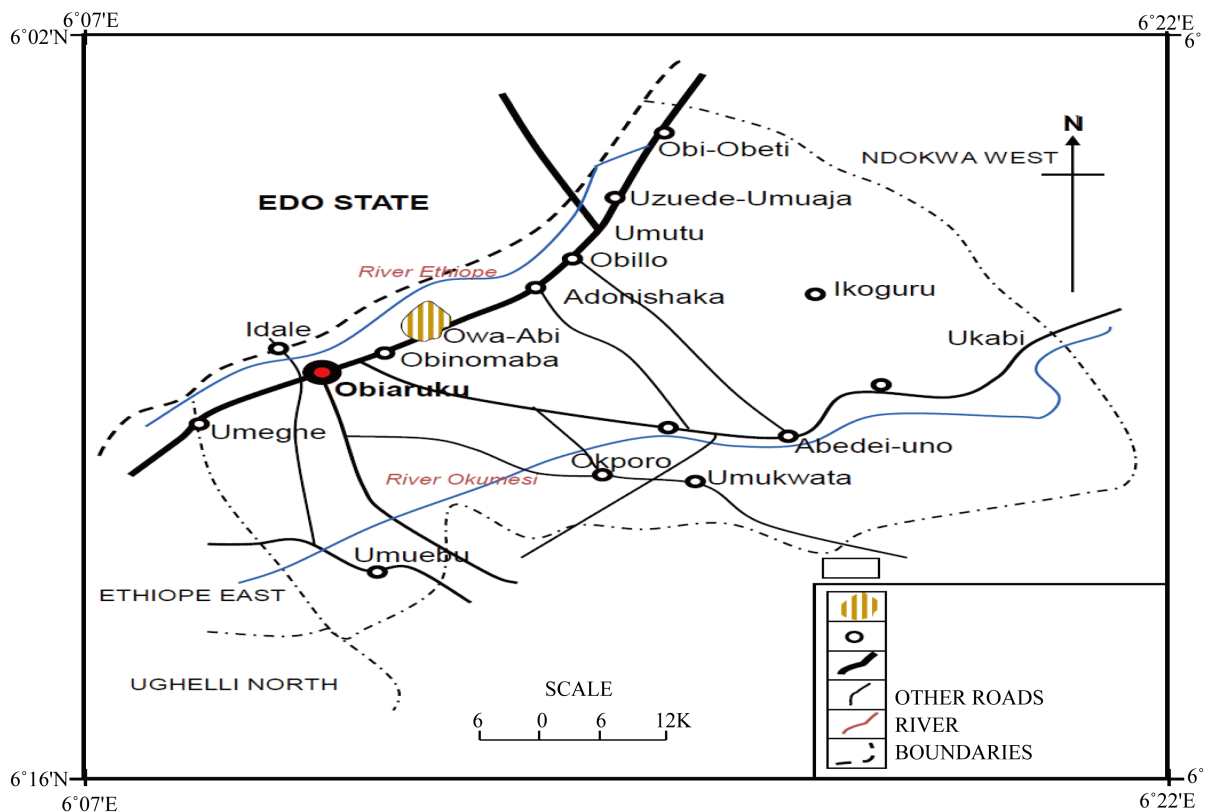 6°07'E
6°22'E
6°02'N
6°
N
Obi-Obeti
NDOKWA WEST
EDO STATE
Uzuede-Umuaja
Umutu
Obillo
River Ethiope
Ikoguru
Adonishaka
Idale
Owa-Abi
Ukabi
Obinomaba
Obiaruku
Umegne
Abedei-uno
Okporo
River Okumesi
Umukwata
Umuebu
ETHIOPE EAST
UGHELLI NORTH
SCALE
6 0 6 12K
OTHER ROADS
RIVER
BOUNDARIES
6°16'N
6°
6°07'E
6°22'E